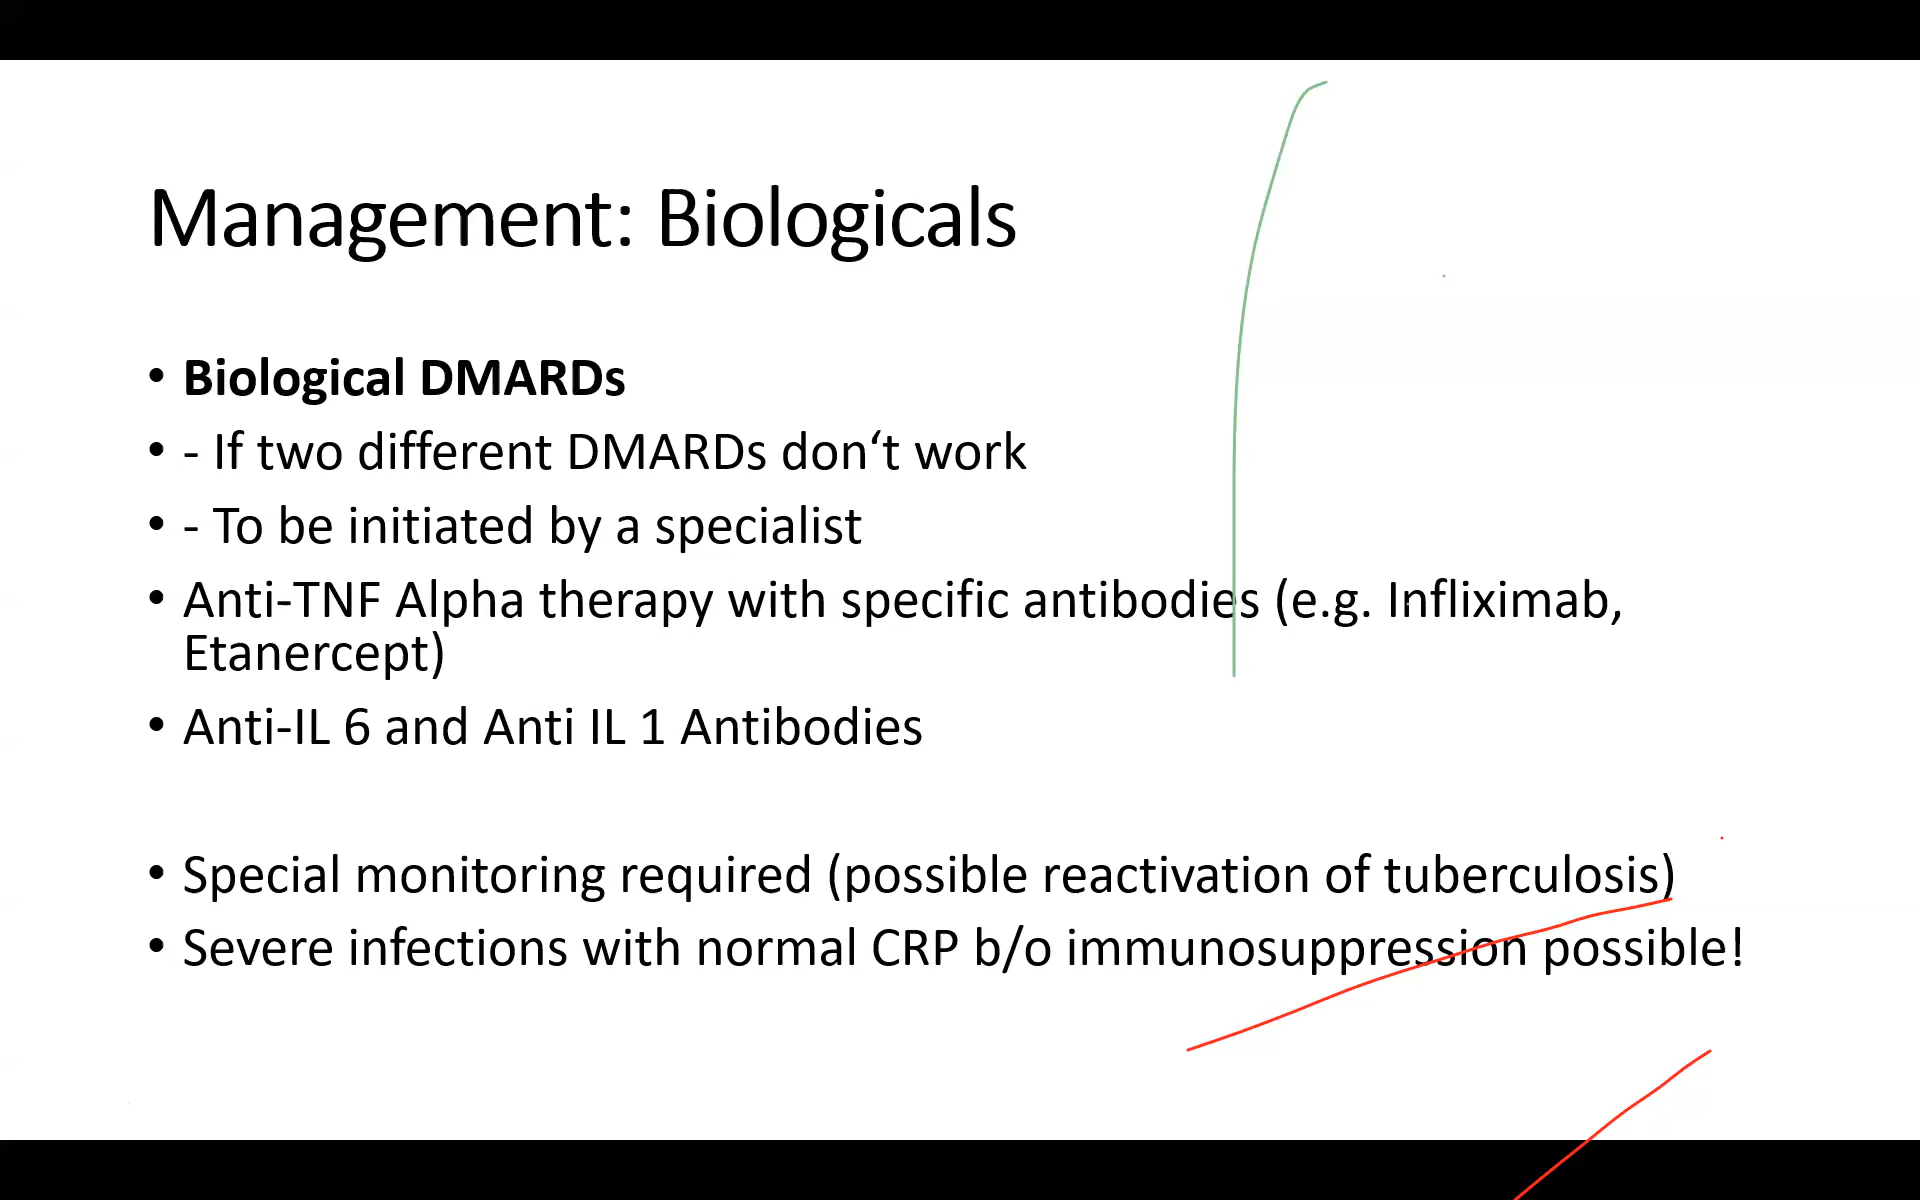 Management: Biologicals
• Biological DMARDs
• - If two different DMARDs don‘t work
• - To be initiated by a specialist
• Anti-TNF Alpha therapy with specific antibodies (e.g. Infliximab,
Etanercept)
• Anti-IL 6 and Anti IL 1 Antibodies
• Special monitoring required (possible reactivation of tuberculosis)
• Severe infections with normal CRP b/o immunosuppression possible!